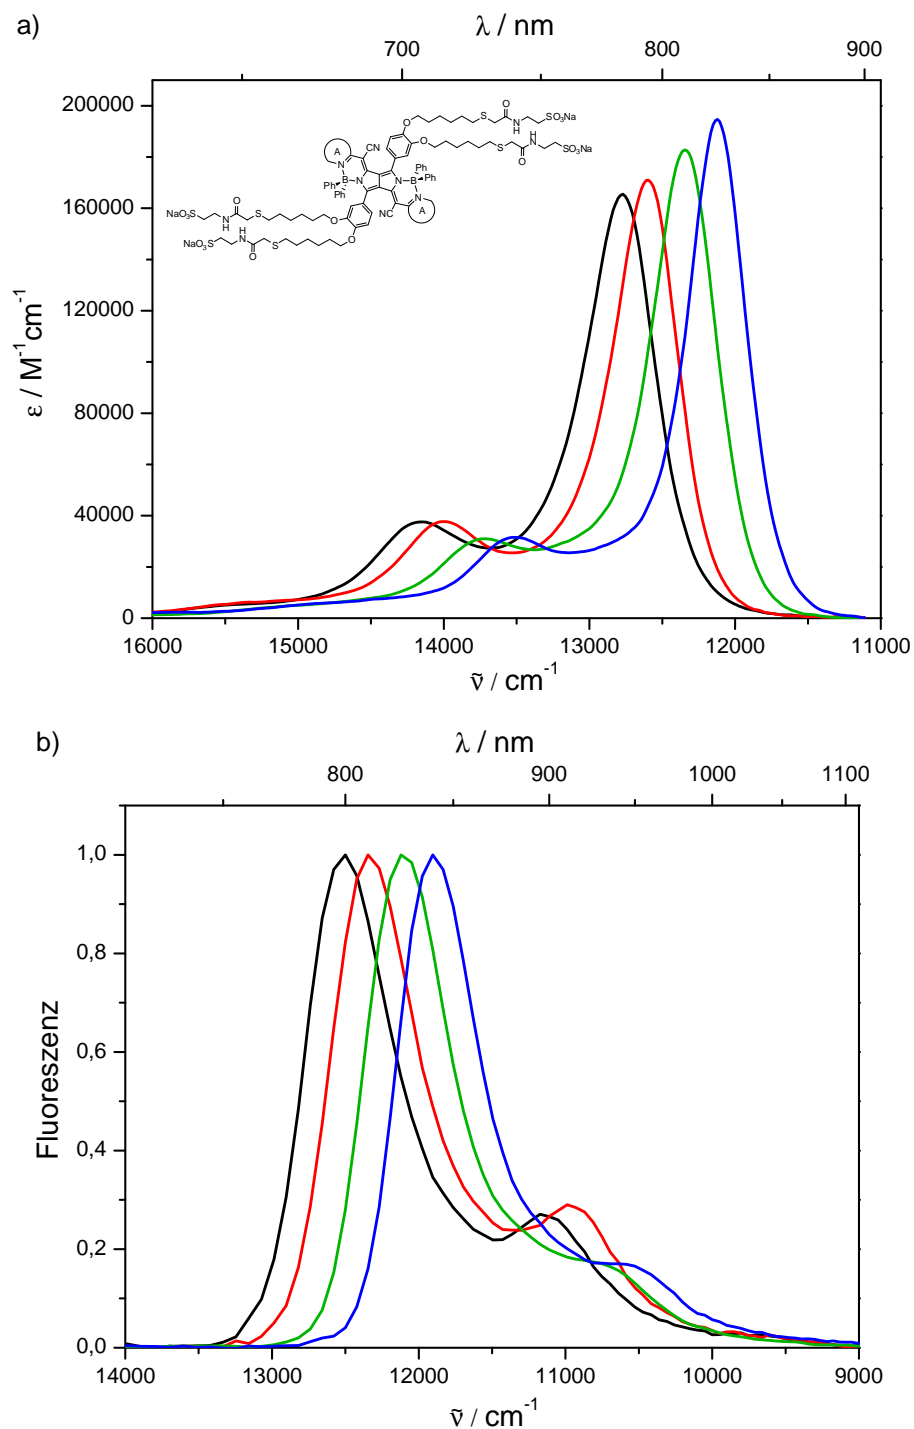 a)
λ / nm
700 800 900
200000
160000
120000
80000
40000
0
ε / M⁻¹cm⁻¹
O S O N H SO₃Na
O S O N H SO₃Na
A N CN B Ph Ph N
N B Ph Ph N A NC
NaO₃S N H O S O
NaO₃S N H O S O
16000 15000 14000 13000 12000 11000
ṽ / cm⁻¹
b)
λ / nm
800 900 1000 1100
1,0
0,8
0,6
0,4
0,2
0,0
Fluoreszenz
14000 13000 12000 11000 10000 9000
ṽ / cm⁻¹